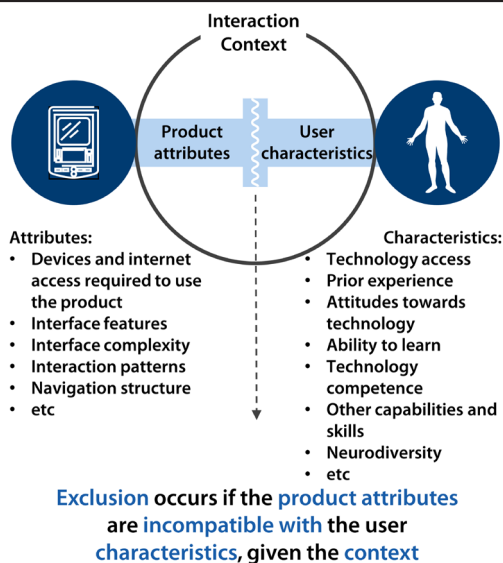 Interaction
Context
Product
attributes
User
characteristics
Attributes:
• Devices and internet
access required to use
the product
• Interface features
• Interface complexity
• Interaction patterns
• Navigation structure
• etc
Characteristics:
• Technology access
• Prior experience
• Attitudes towards
technology
• Ability to learn
• Technology
competence
• Other capabilities and
skills
• Neurodiversity
• etc
Exclusion occurs if the product attributes
are incompatible with the user
characteristics, given the context